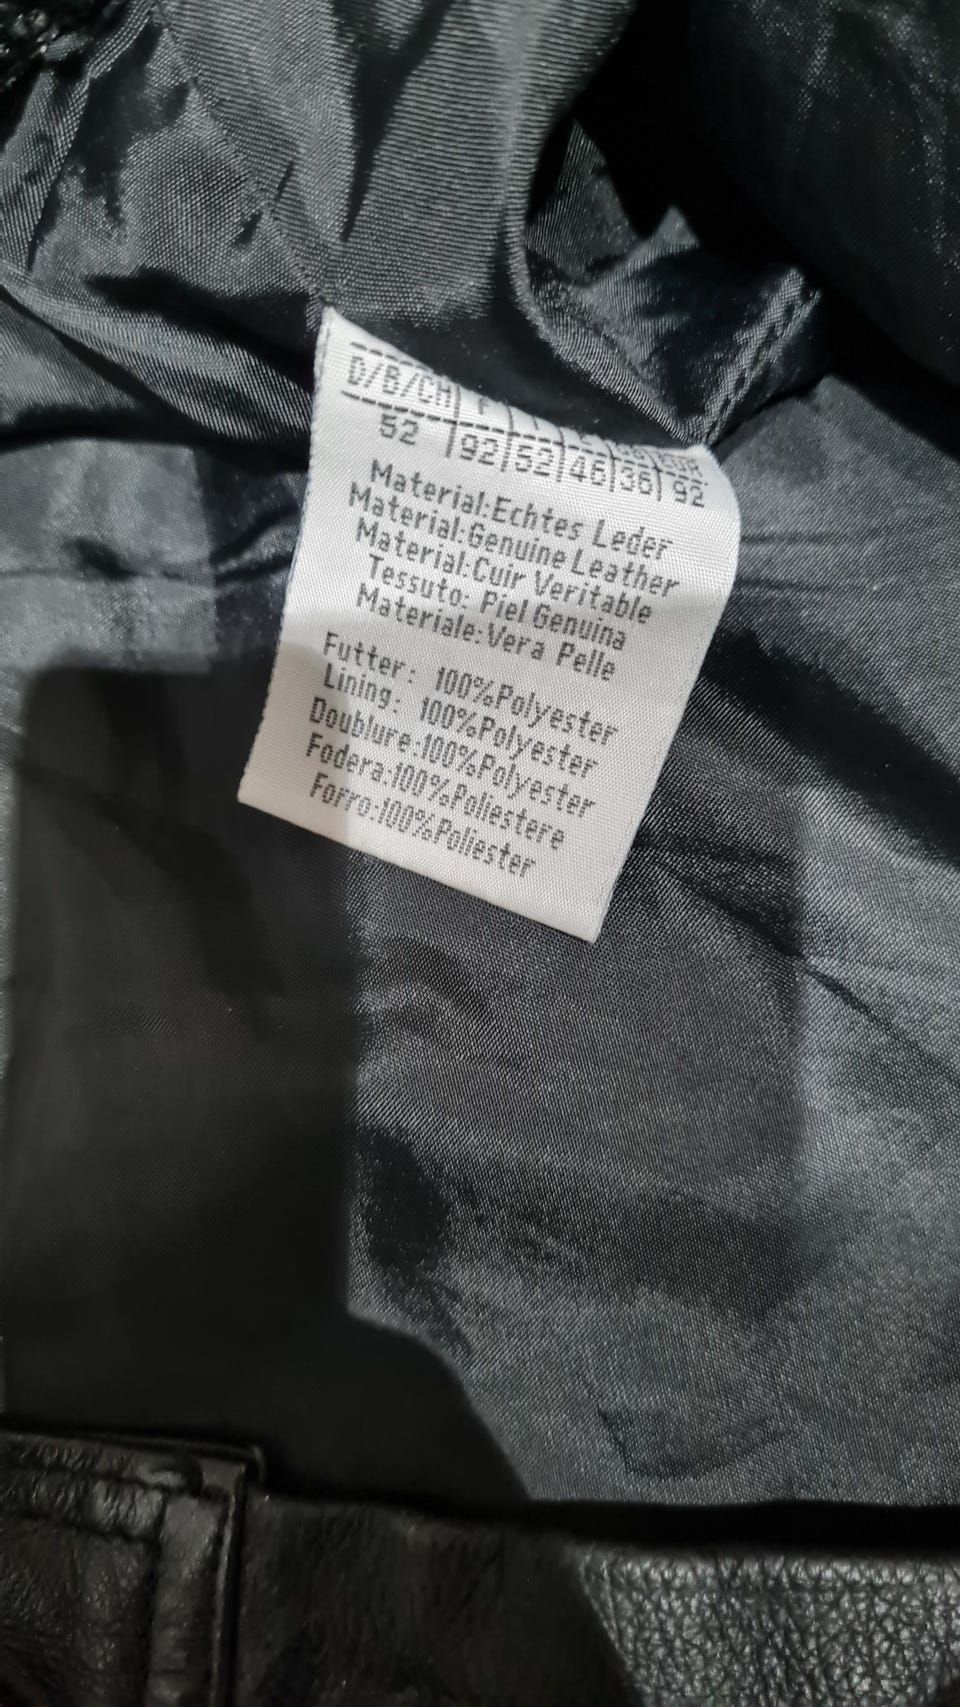 D/B/CH| F
52 |92|52|46|36| 92
Material:Echtes Leder
Material:Genuine Leather
Material:Cuir Veritable
Tessuto: Piel Genuina
Materiale:Vera Pelle
Futter: 100%Polyester
Lining: 100%Polyester
Doublure:100%Polyester
Fodera:100%Poliestere
Forro:100%Poliester